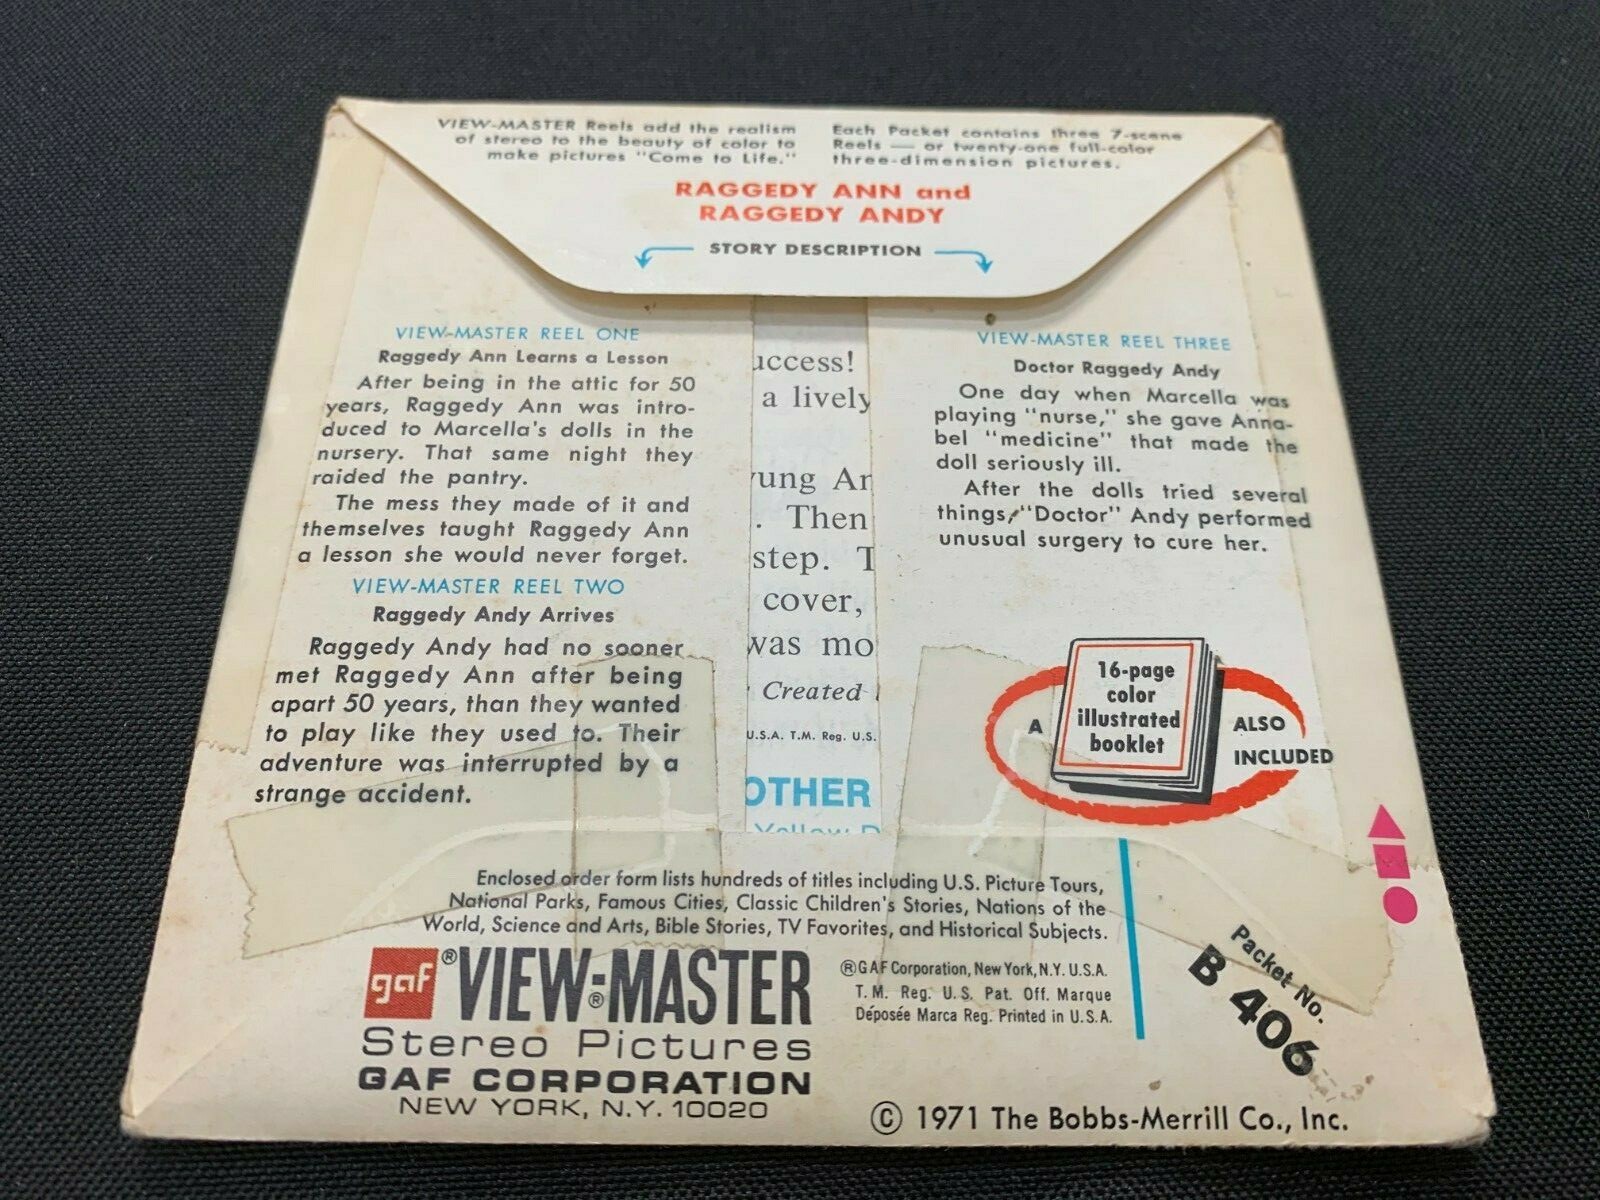 VIEW-MASTER Reels add the realism
of stereo to the beauty of color to
make pictures "Come to Life."
Each Packet contains three 7-scene
Reels — or twenty-one full-color
three-dimension pictures.
RAGGEDY ANN and
RAGGEDY ANDY
STORY DESCRIPTION
VIEW-MASTER REEL ONE
Raggedy Ann Learns a Lesson
After being in the attic for 50
years, Raggedy Ann was intro-
duced to Marcella's dolls in the
nursery. That same night they
raided the pantry.
The mess they made of it and
themselves taught Raggedy Ann
a lesson she would never forget.
VIEW-MASTER REEL TWO
Raggedy Andy Arrives
Raggedy Andy had no sooner
met Raggedy Ann after being
apart 50 years, than they wanted
to play like they used to. Their
adventure was interrupted by a
strange accident.
uccess!
a lively
ung An
. Then
step. T
cover,
was mo
Created
U.S.A. T.M. Reg. U.S.
OTHER
VIEW-MASTER REEL THREE
Doctor Raggedy Andy
One day when Marcella was
playing "nurse," she gave Anna-
bel "medicine" that made the
doll seriously ill.
After the dolls tried several
things, "Doctor" Andy performed
unusual surgery to cure her.
A
16-page
color
illustrated
booklet
ALSO
INCLUDED
Enclosed order form lists hundreds of titles including U.S. Picture Tours,
National Parks, Famous Cities, Classic Children's Stories, Nations of the
World, Science and Arts, Bible Stories, TV Favorites, and Historical Subjects.
gaf ® VIEW-MASTER ®
Stereo Pictures
GAF CORPORATION
NEW YORK, N.Y. 10020
® GAF Corporation, New York, N.Y. U.S.A.
T.M. Reg. U.S. Pat. Off. Marque
Déposée Marca Reg. Printed in U.S.A.
Packet No.
B 406
© 1971 The Bobbs-Merrill Co., Inc.